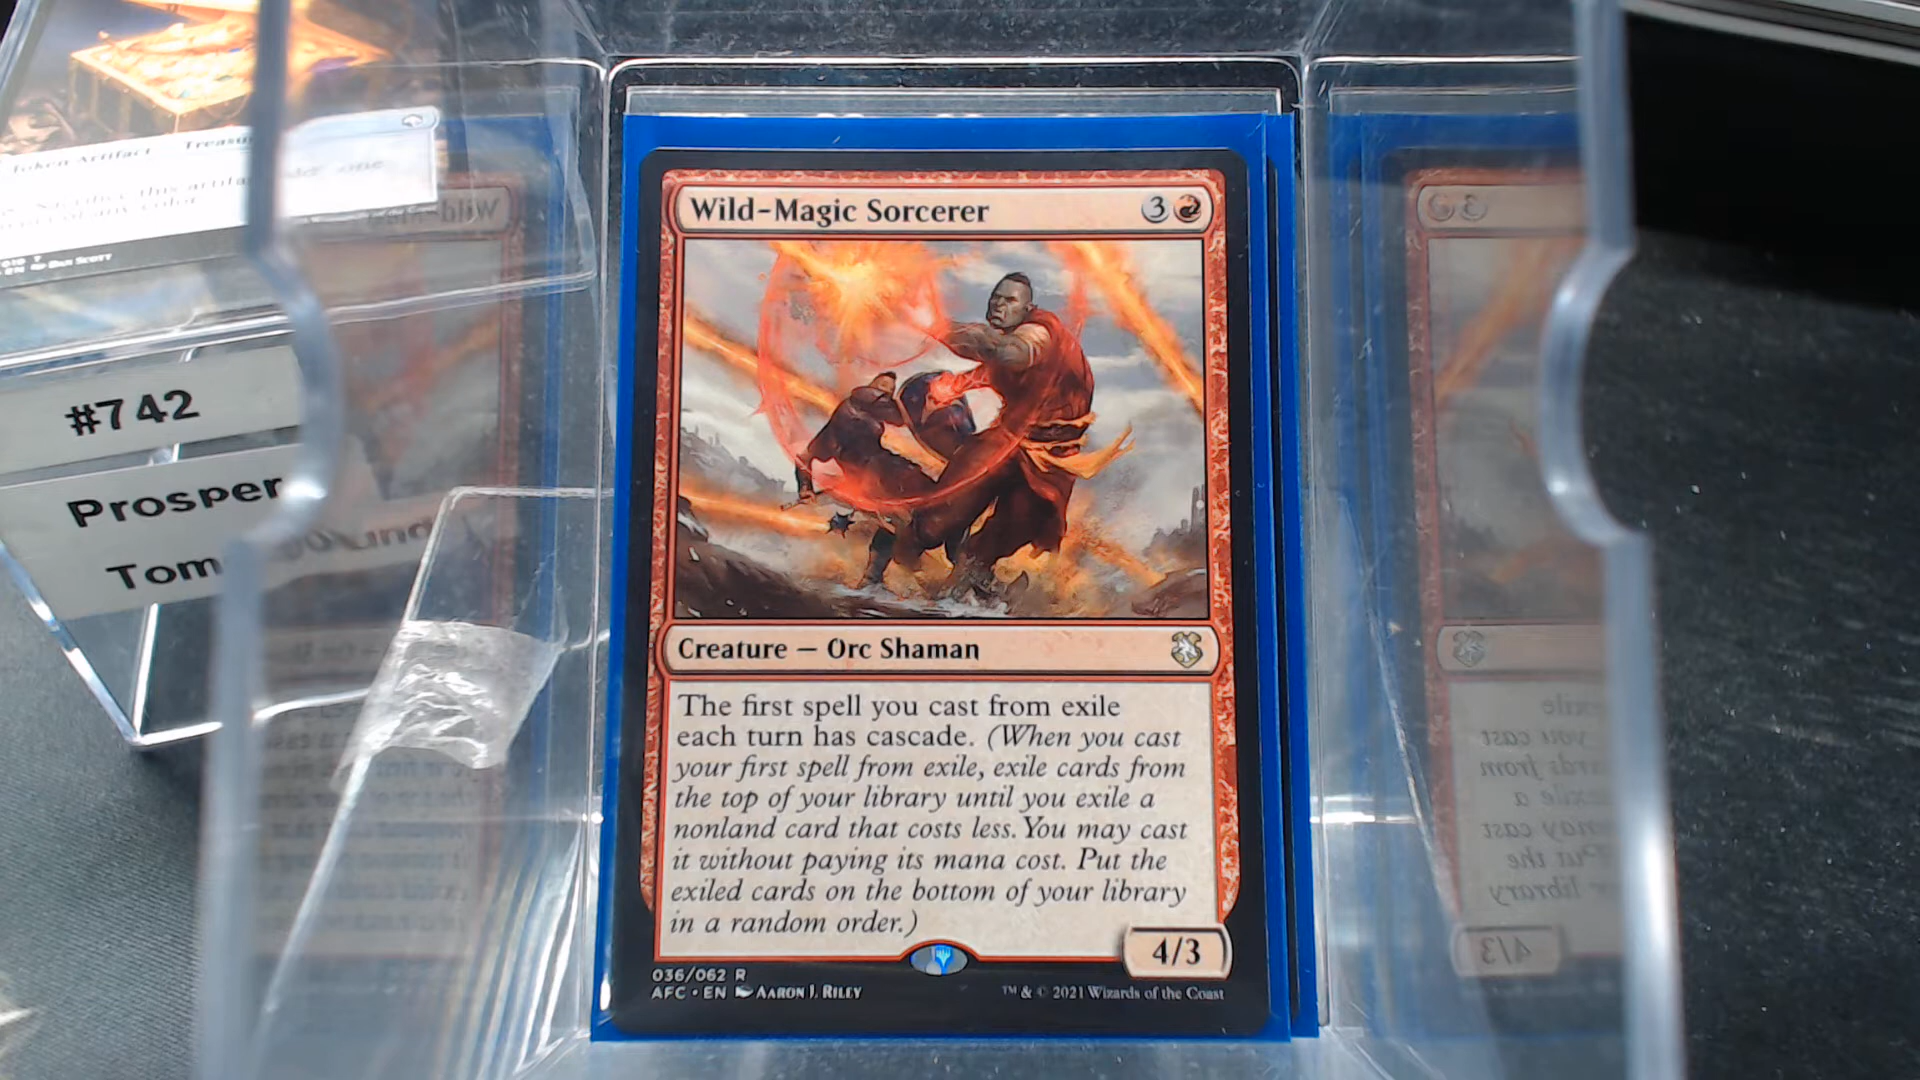 Token Artifact
#742
Prosper
Tom
Wild-Magic Sorcerer 3
Creature — Orc Shaman
The first spell you cast from exile
each turn has cascade. (When you cast
your first spell from exile, exile cards from
the top of your library until you exile a
nonland card that costs less. You may cast
it without paying its mana cost. Put the
exiled cards on the bottom of your library
in a random order.)
4/3
036/062 R
AFC • EN Aaron J. Riley
™ & © 2021 Wizards of the Coast